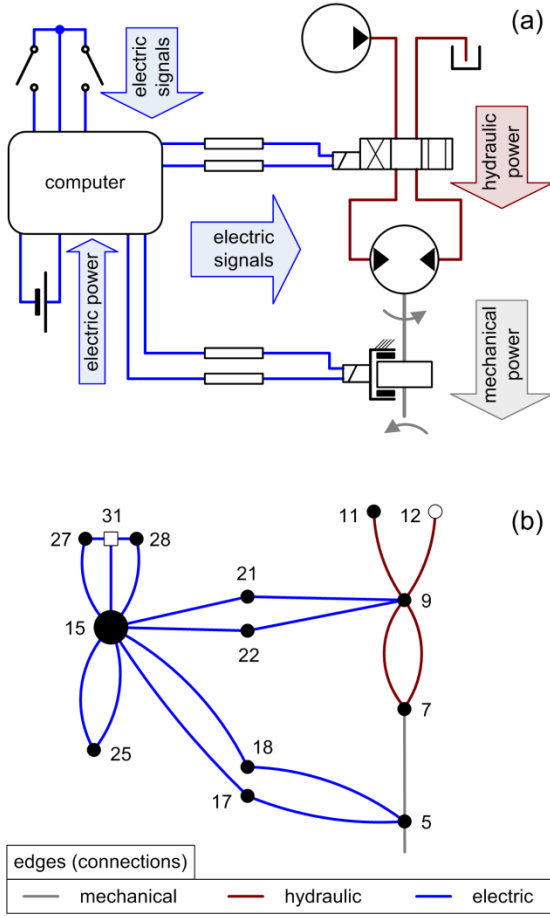 (a)
electric
signals
computer
hydraulic
power
electric
signals
electric power
mechanical
power
(b)
31
11
12
27
28
21
9
15
22
7
18
25
17
5
edges (connections)
mechanical
hydraulic
electric